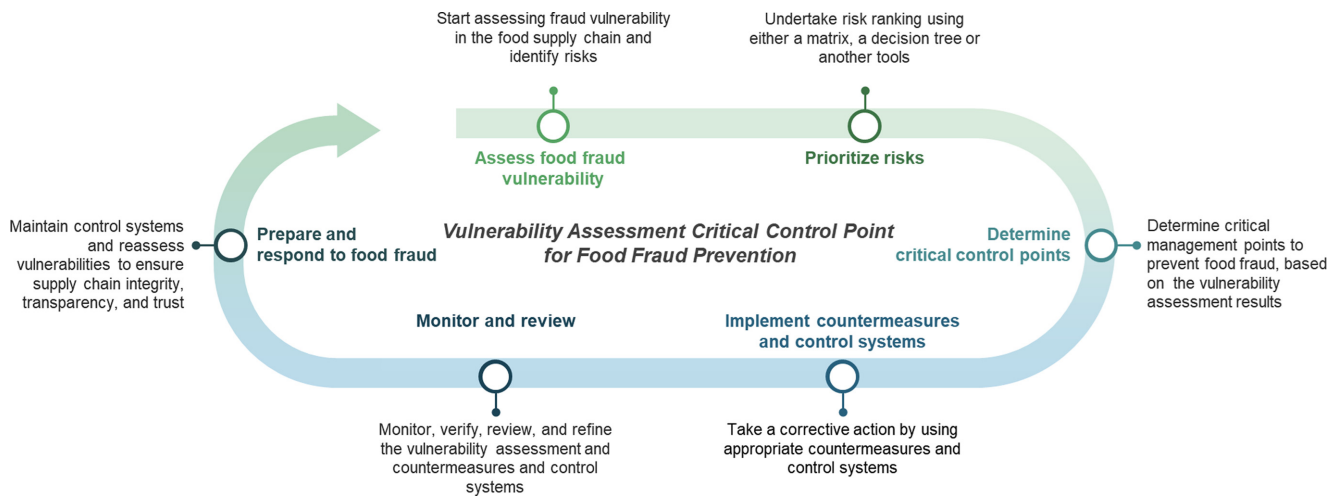 Start assessing fraud vulnerability
in the food supply chain and
identify risks
Undertake risk ranking using
either a matrix, a decision tree or
another tools
Assess food fraud
vulnerability
Prioritize risks
Maintain control systems
and reassess
vulnerabilities to ensure
supply chain integrity,
transparency, and trust
Prepare and
respond to food fraud
Vulnerability Assessment Critical Control Point
for Food Fraud Prevention
Determine
critical control points
Determine critical
management points to
prevent food fraud, based
on the vulnerability
assessment results
Monitor and review
Implement countermeasures
and control systems
Monitor, verify, review, and refine
the vulnerability assessment and
countermeasures and control
systems
Take a corrective action by using
appropriate countermeasures and
control systems